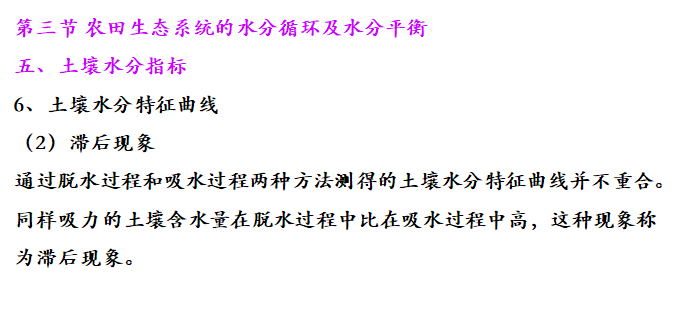 第三节 农田生态系统的水分循环及水分平衡
五、土壤水分指标
6、土壤水分特征曲线
（2）滞后现象
通过脱水过程和吸水过程两种方法测得的土壤水分特征曲线并不重合。
同样吸力的土壤含水量在脱水过程中比在吸水过程中高，这种现象称
为滞后现象。